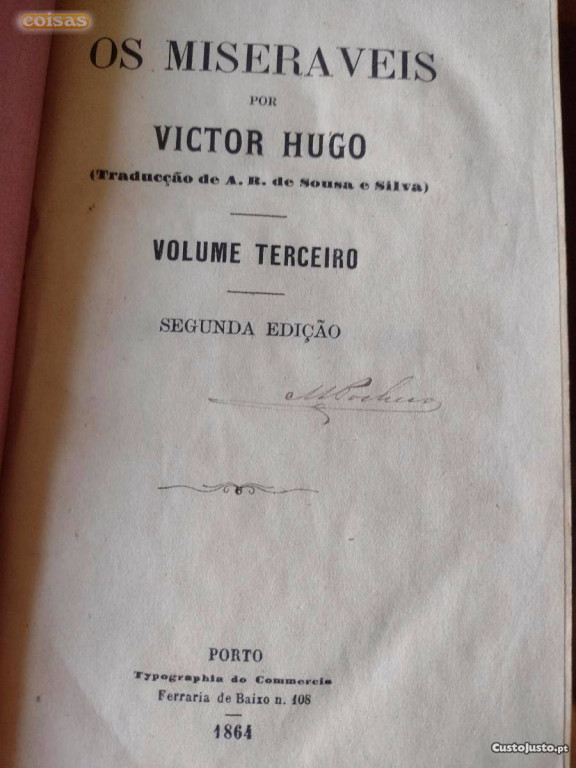 coisas
OS MISERAVEIS
POR
VICTOR HUGO
(Traducção de A. R. de Sousa e Silva)
VOLUME TERCEIRO
SEGUNDA EDIÇÃO
PORTO
Typographia do Commercio
Ferraria de Baixo n. 108
1864
CustoJusto.pt